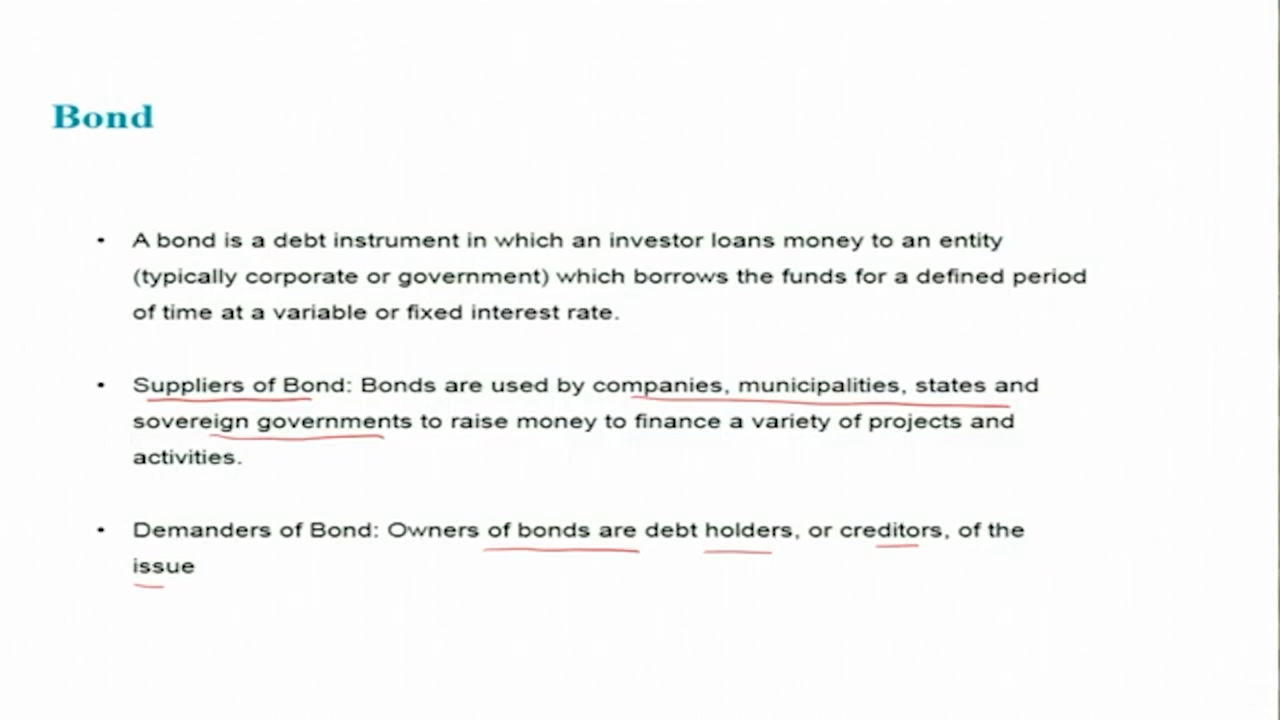 Bond
• A bond is a debt instrument in which an investor loans money to an entity
(typically corporate or government) which borrows the funds for a defined period
of time at a variable or fixed interest rate.
• Suppliers of Bond: Bonds are used by companies, municipalities, states and
sovereign governments to raise money to finance a variety of projects and
activities.
• Demanders of Bond: Owners of bonds are debt holders, or creditors, of the
issue